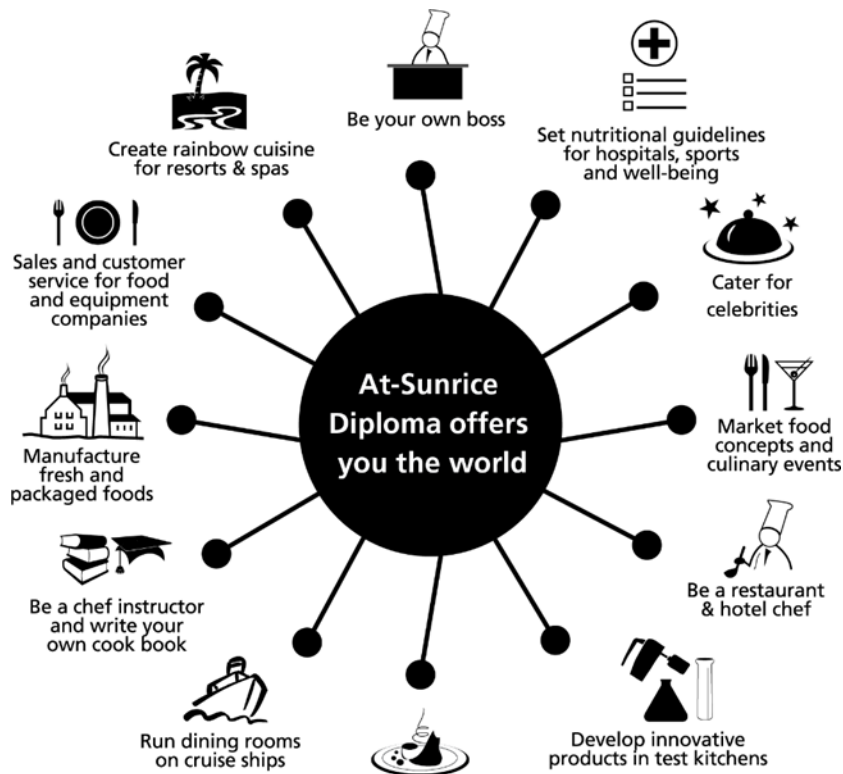 Be your own boss
Set nutritional guidelines
for hospitals, sports
and well-being
Cater for
celebrities
Market food
concepts and
culinary events
Be a restaurant
& hotel chef
Develop innovative
products in test kitchens
Run dining rooms
on cruise ships
Be a chef instructor
and write your
own cook book
Manufacture
fresh and
packaged foods
Sales and customer
service for food
and equipment
companies
Create rainbow cuisine
for resorts & spas
At-Sunrice
Diploma offers
you the world